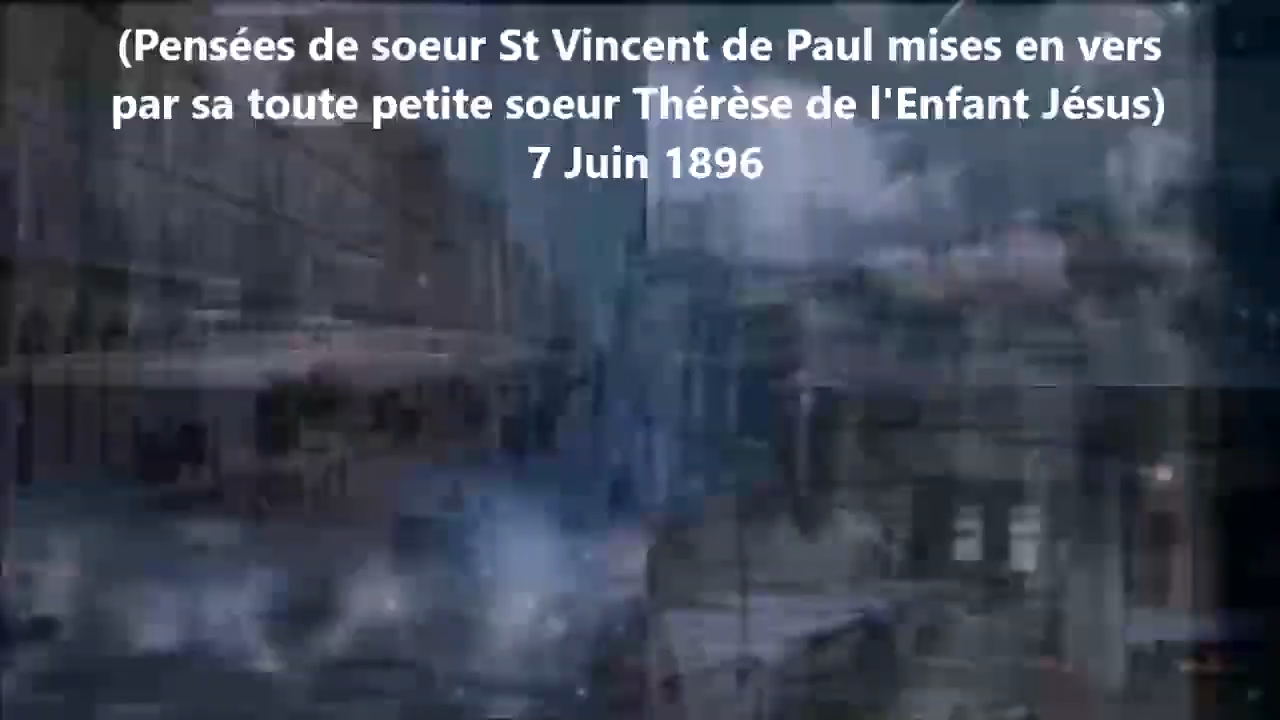 (Pensées de soeur St Vincent de Paul mises en vers
par sa toute petite soeur Thérèse de l'Enfant Jésus)
7 Juin 1896